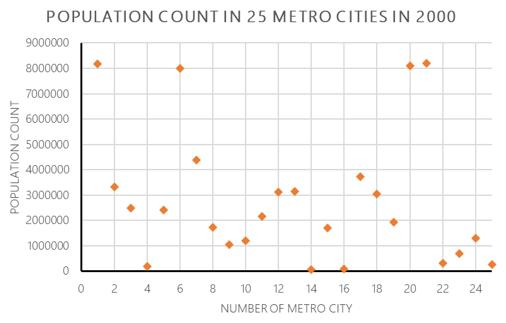 POPULATION COUNT IN 25 METRO CITIES IN 2000
9000000
8000000
7000000
6000000
5000000
4000000
3000000
2000000
1000000
0
POPULATION COUNT
0 2 4 6 8 10 12 14 16 18 20 22 24
NUMBER OF METRO CITY